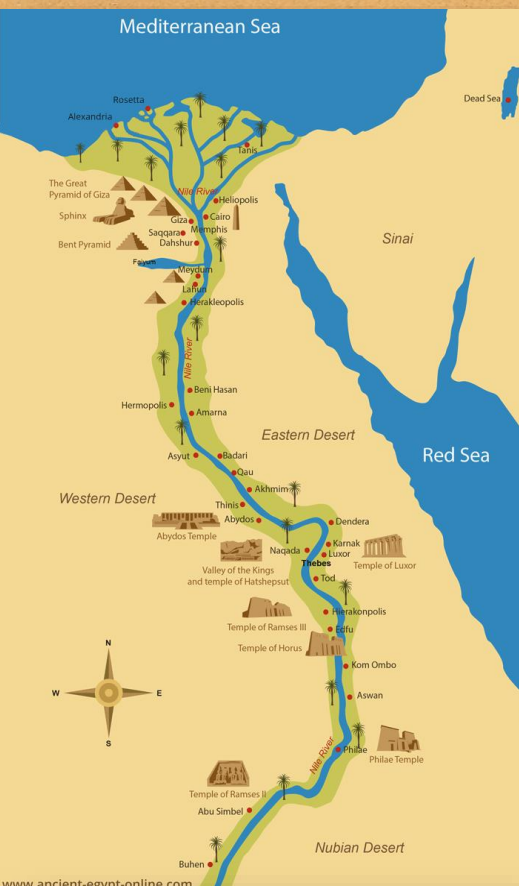 Mediterranean Sea
Rosetta
Dead Sea
Alexandria
Tanis
The Great
Pyramid of Giza
Nile River
Heliopolis
Sphinx
Giza
Cairo
Saqqara
Memphis
Bent Pyramid
Dahshur
Sinai
Faiyum
Meydum
Lahun
Herakleopolis
Nile River
Beni Hasan
Hermopolis
Amarna
Eastern Desert
Asyut
Badari
Red Sea
Qau
Akhmim
Western Desert
Thinis
Abydos
Dendera
Abydos Temple
Karnak
Naqada
Luxor
Thebes
Temple of Luxor
Valley of the Kings
and temple of Hatshepsut
Tod
Hierakonpolis
Temple of Ramses III
Edfu
Temple of Horus
N
Kom Ombo
W
E
Aswan
S
Nile River
Philae
Philae Temple
Temple of Ramses II
Abu Simbel
Nubian Desert
Buhen
www.ancient-egypt-online.com